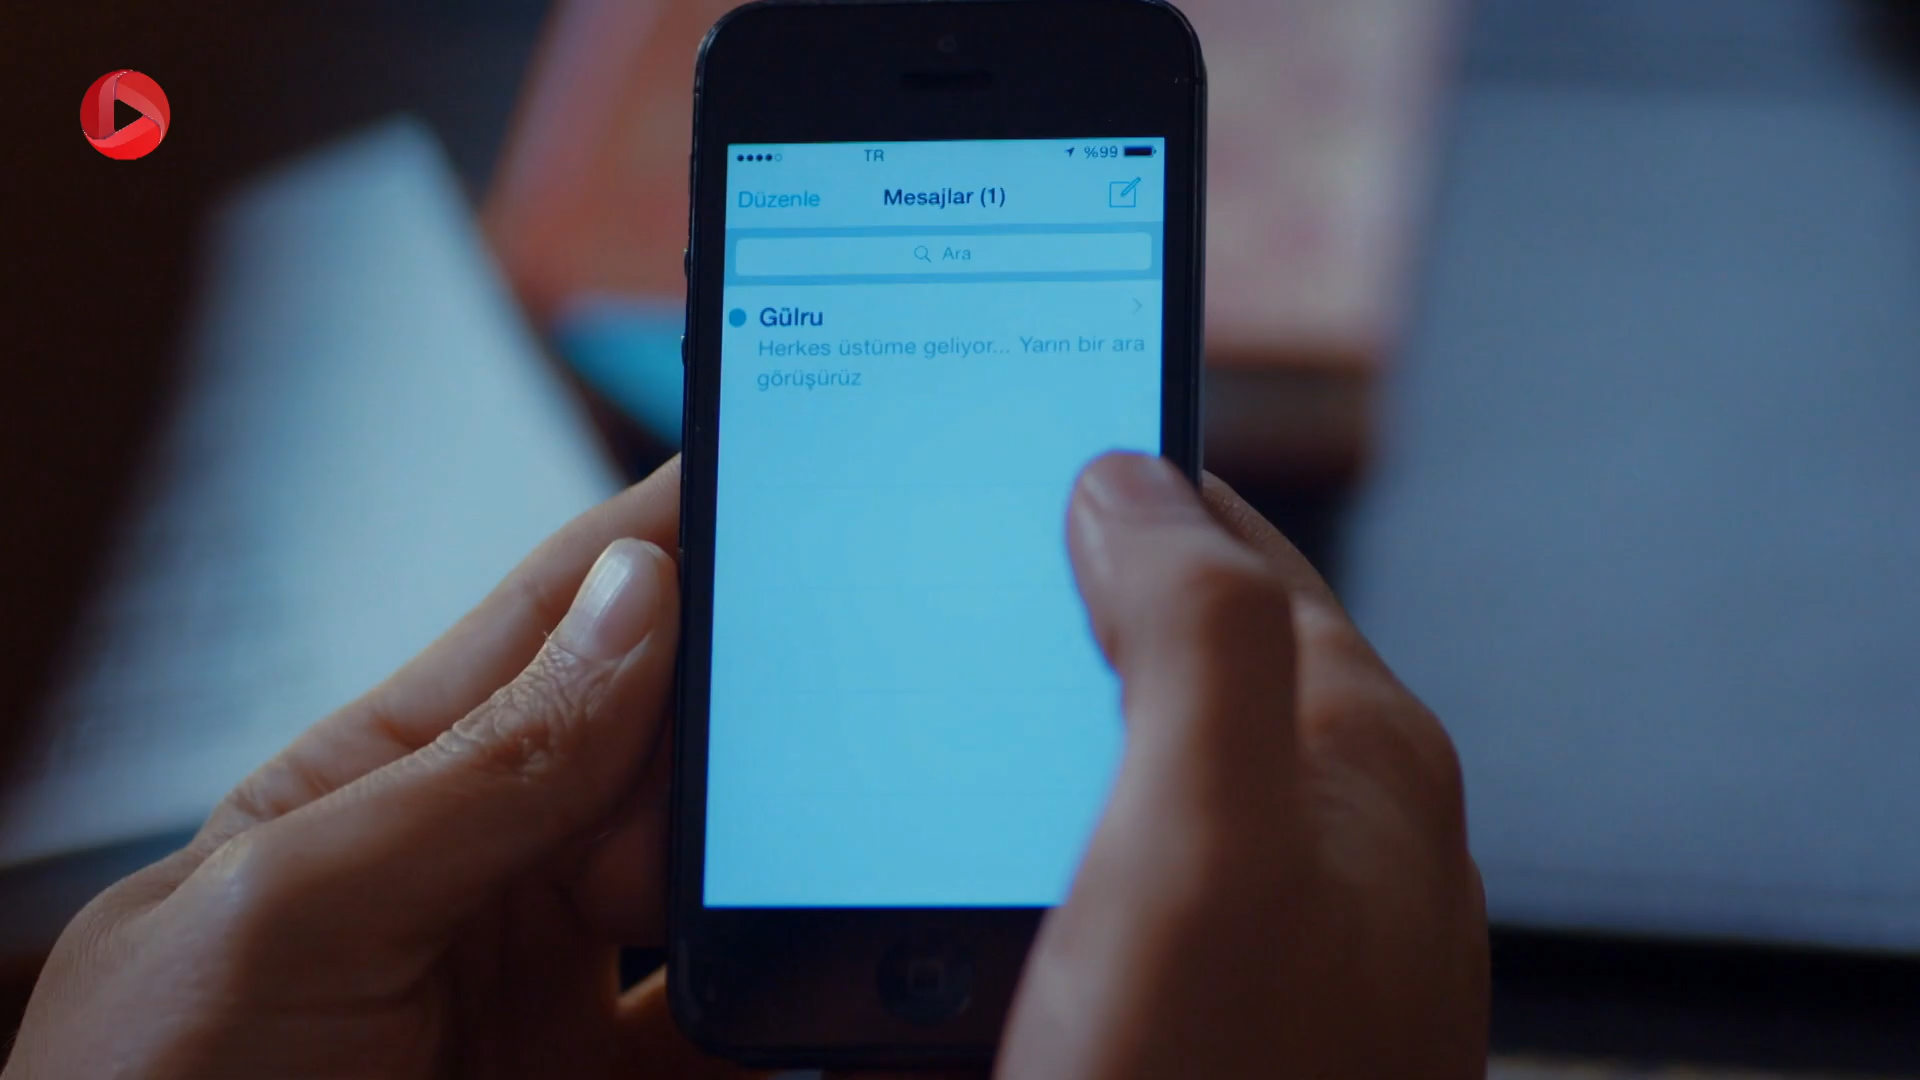 TR %99
Düzenle Mesajlar (1)
Ara
Gülru
Herkes üstüme geliyor... Yarın bir ara
görüşürüz